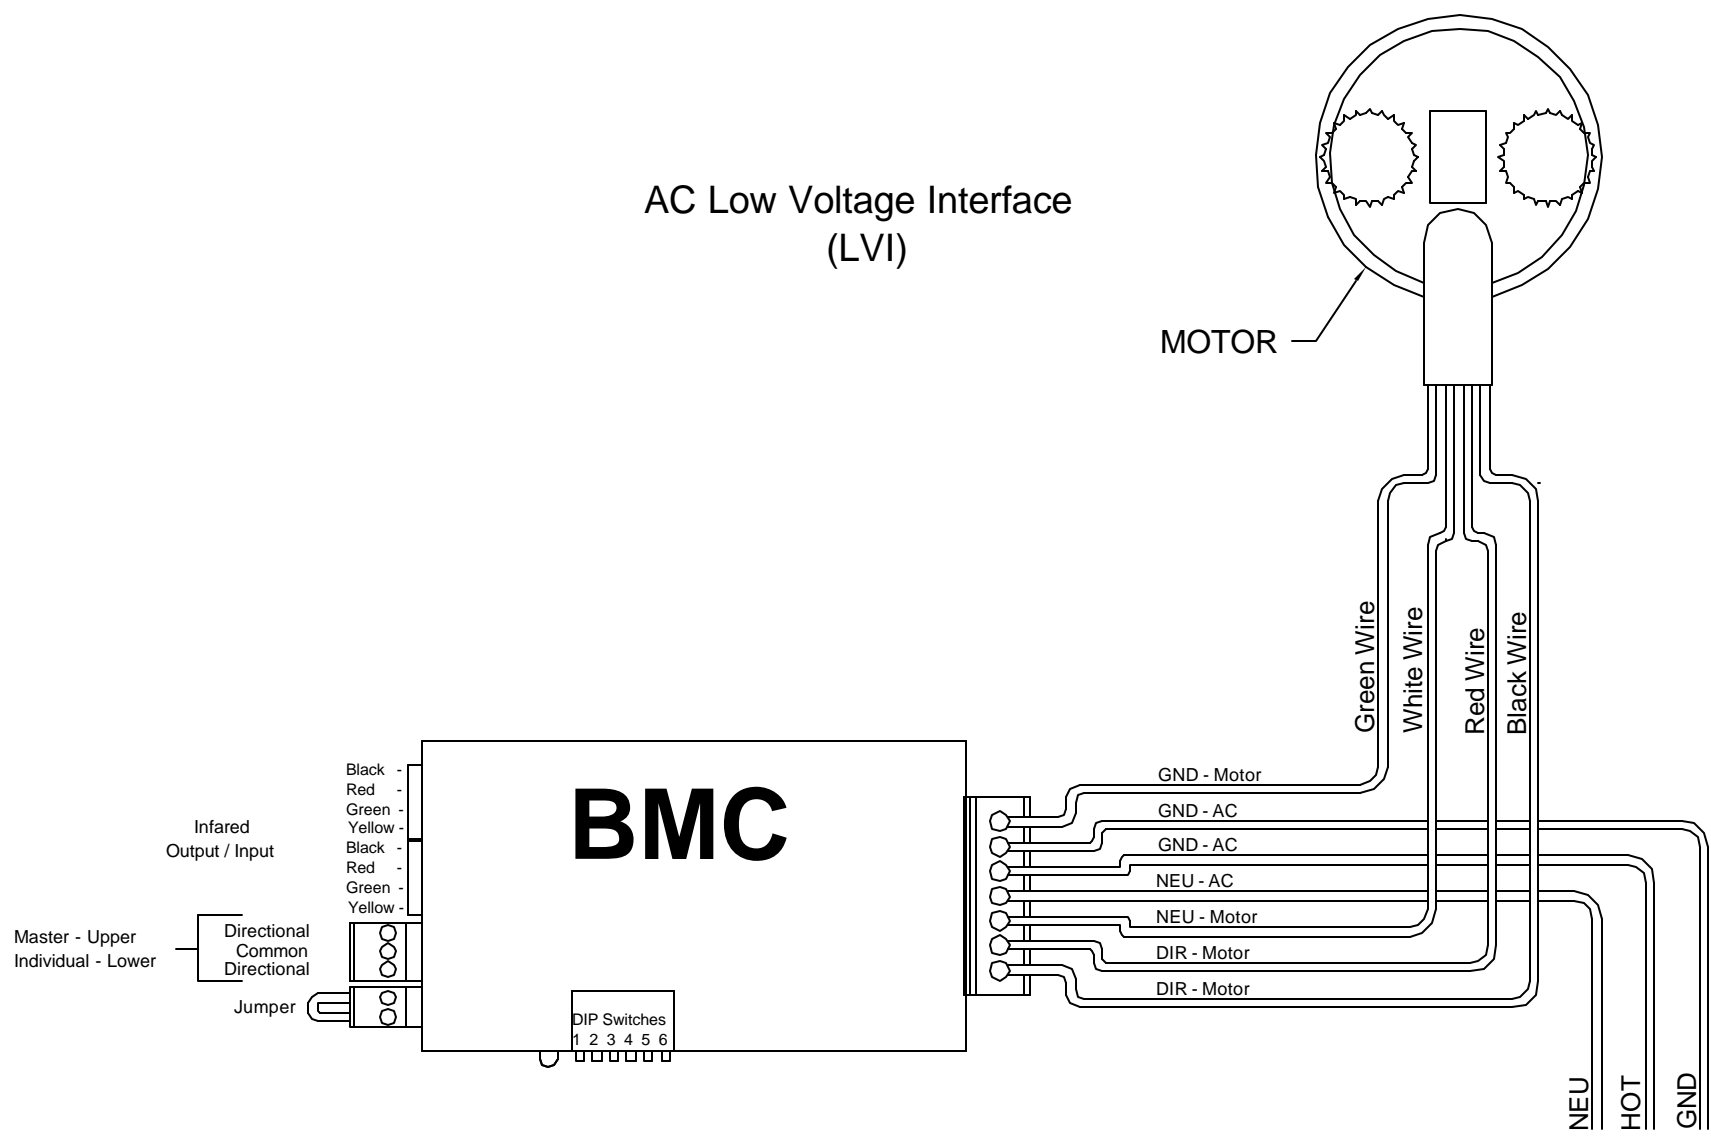 AC Low Voltage Interface
(LVI)
MOTOR
Green Wire
White Wire
Red Wire
Black Wire
BMC
Black -
Red -
Green -
Yellow -
Black -
Red -
Green -
Yellow -
Infared
Output / Input
Master - Upper
Individual - Lower
Directional
Common
Directional
Jumper
DIP Switches
1 2 3 4 5 6
GND - Motor
GND - AC
GND - AC
NEU - AC
NEU - Motor
DIR - Motor
DIR - Motor
NEU
HOT
GND